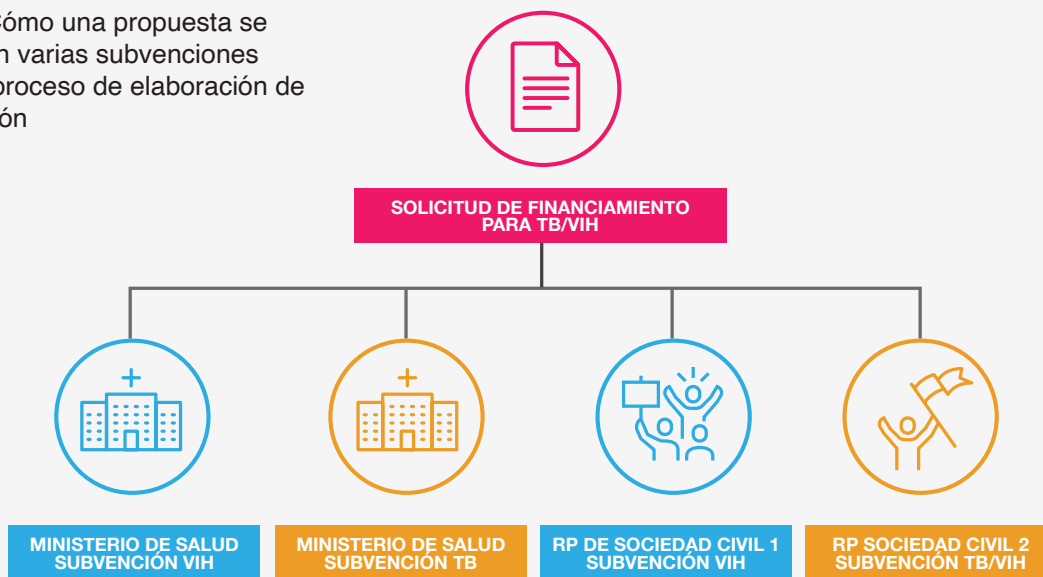 Cómo una propuesta se
n varias subvenciones
proceso de elaboración de
ón
SOLICITUD DE FINANCIAMIENTO
PARA TB/VIH
MINISTERIO DE SALUD
SUBVENCIÓN VIH
MINISTERIO DE SALUD
SUBVENCIÓN TB
RP DE SOCIEDAD CIVIL 1
SUBVENCIÓN VIH
RP SOCIEDAD CIVIL 2
SUBVENCIÓN TB/VIH